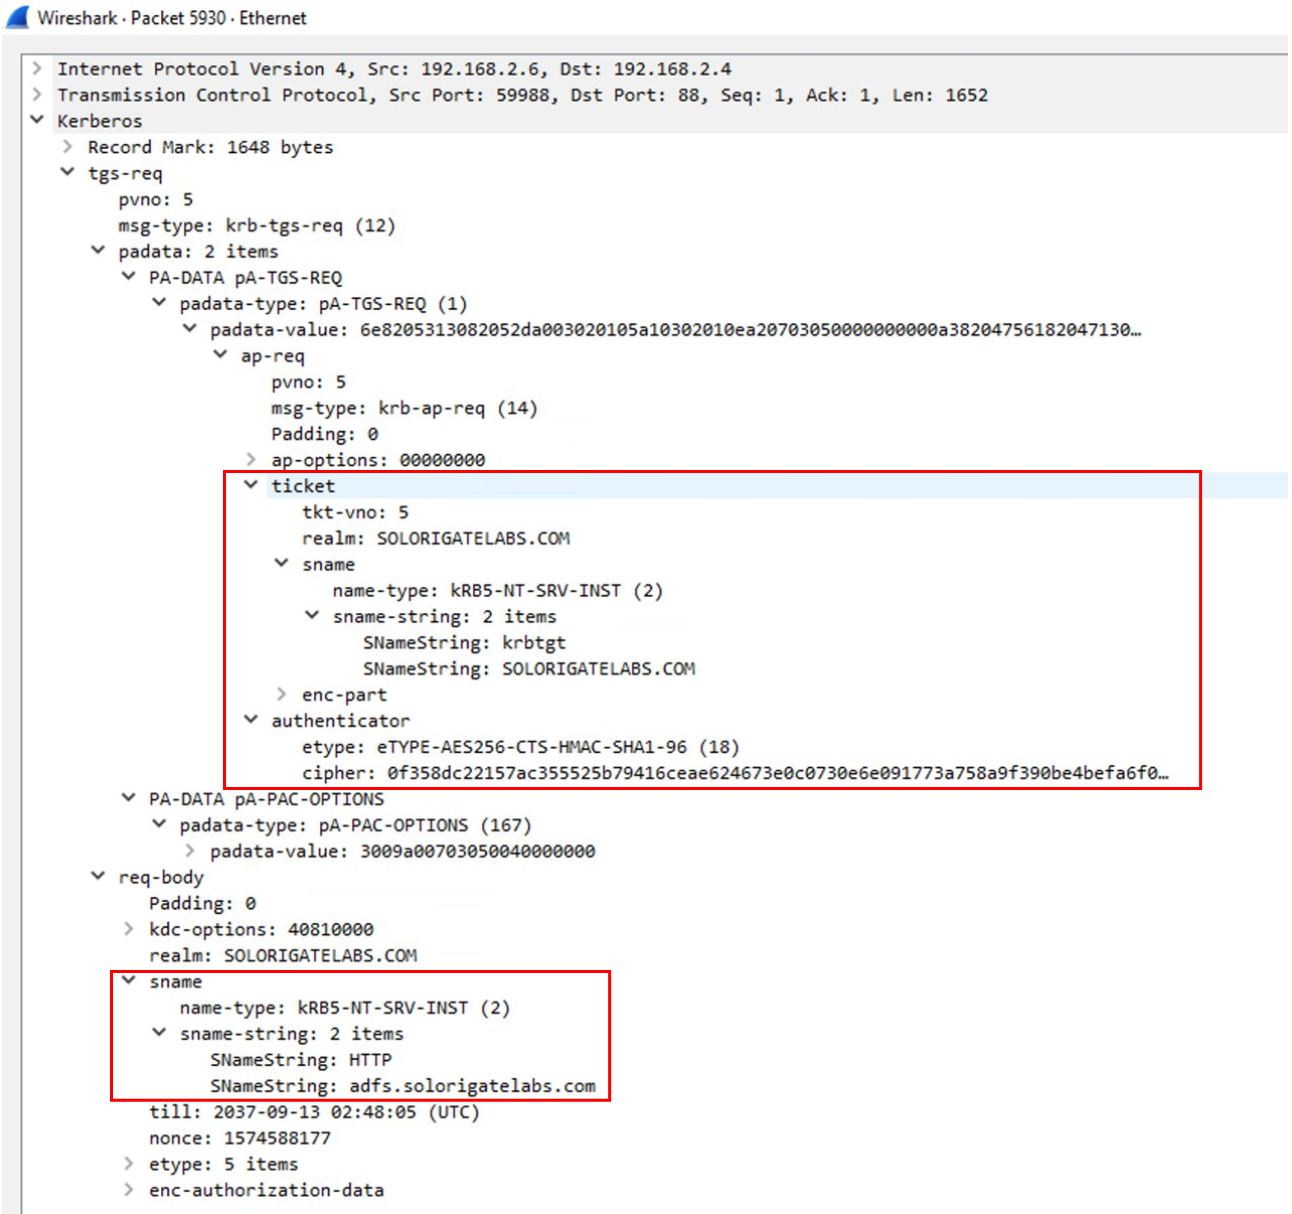 Wireshark · Packet 5930 · Ethernet
Internet Protocol Version 4, Src: 192.168.2.6, Dst: 192.168.2.4
Transmission Control Protocol, Src Port: 59988, Dst Port: 88, Seq: 1, Ack: 1, Len: 1652
Kerberos
Record Mark: 1648 bytes
tgs-req
pvno: 5
msg-type: krb-tgs-req (12)
padata: 2 items
PA-DATA pA-TGS-REQ
padata-type: pA-TGS-REQ (1)
padata-value: 6e8205313082052da003020105a10302010ea20703050000000000a38204756182047130…
ap-req
pvno: 5
msg-type: krb-ap-req (14)
Padding: 0
ap-options: 00000000
ticket
tkt-vno: 5
realm: SOLORIGATELABS.COM
sname
name-type: kRB5-NT-SRV-INST (2)
sname-string: 2 items
SNameString: krbtgt
SNameString: SOLORIGATELABS.COM
enc-part
authenticator
etype: eTYPE-AES256-CTS-HMAC-SHA1-96 (18)
cipher: 0f358dc22157ac355525b79416ceae624673e0c0730e6e091773a758a9f390be4befa6f0…
PA-DATA pA-PAC-OPTIONS
padata-type: pA-PAC-OPTIONS (167)
padata-value: 3009a00703050040000000
req-body
Padding: 0
kdc-options: 40810000
realm: SOLORIGATELABS.COM
sname
name-type: kRB5-NT-SRV-INST (2)
sname-string: 2 items
SNameString: HTTP
SNameString: adfs.solorigatelabs.com
till: 2037-09-13 02:48:05 (UTC)
nonce: 1574588177
etype: 5 items
enc-authorization-data